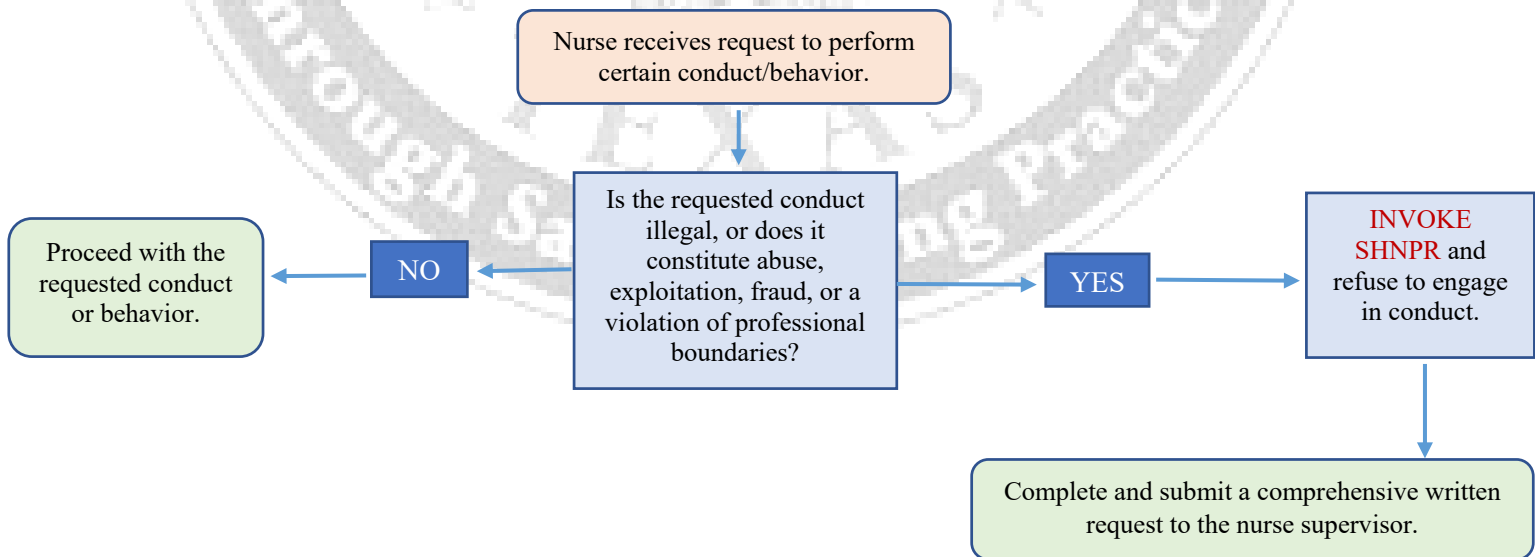 Nurse receives request to perform
certain conduct/behavior.
TEXAS
Is the requested conduct
illegal, or does it
constitute abuse,
exploitation, fraud, or a
violation of professional
boundaries?
NO
Proceed with the
requested conduct
or behavior.
YES
INVOKE
SHNPR and
refuse to engage
in conduct.
Complete and submit a comprehensive written
request to the nurse supervisor.